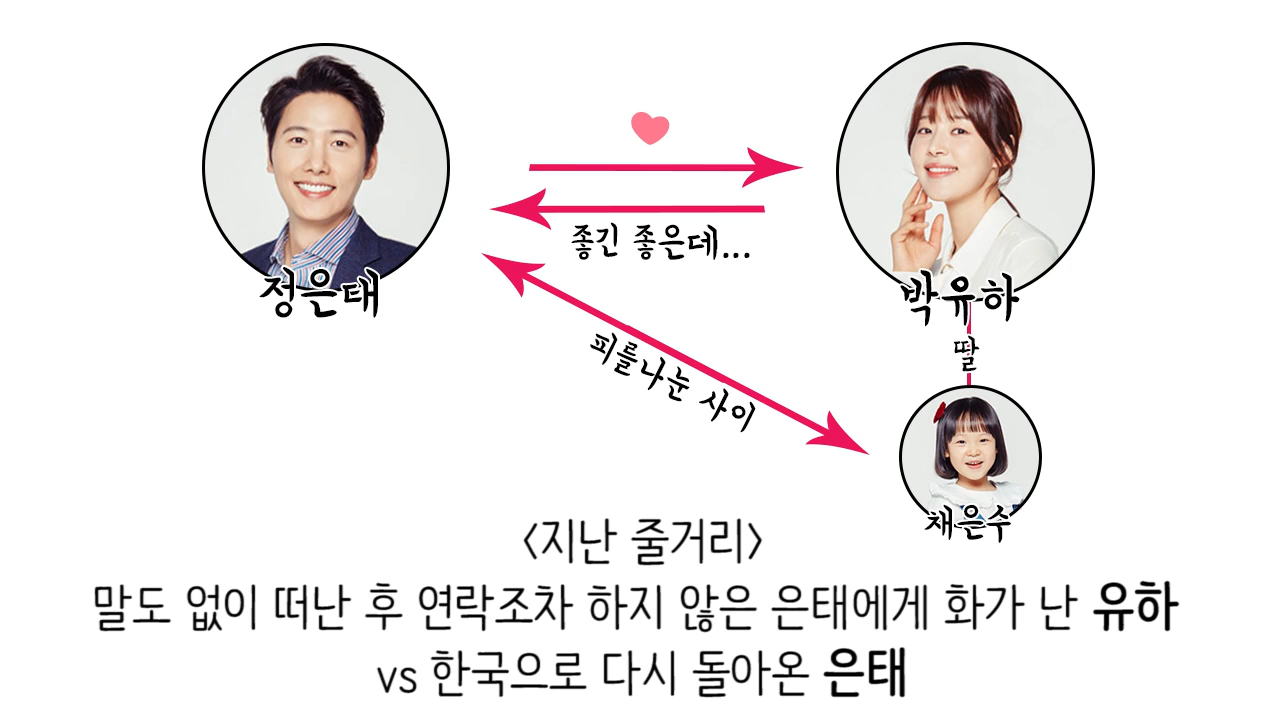 좋긴 좋은데...
정은태
박유하
피를나눈 사이
딸
채은수
<지난 줄거리>
말도 없이 떠난 후 연락조차 하지 않은 은태에게 화가 난 유하
vs 한국으로 다시 돌아온 은태